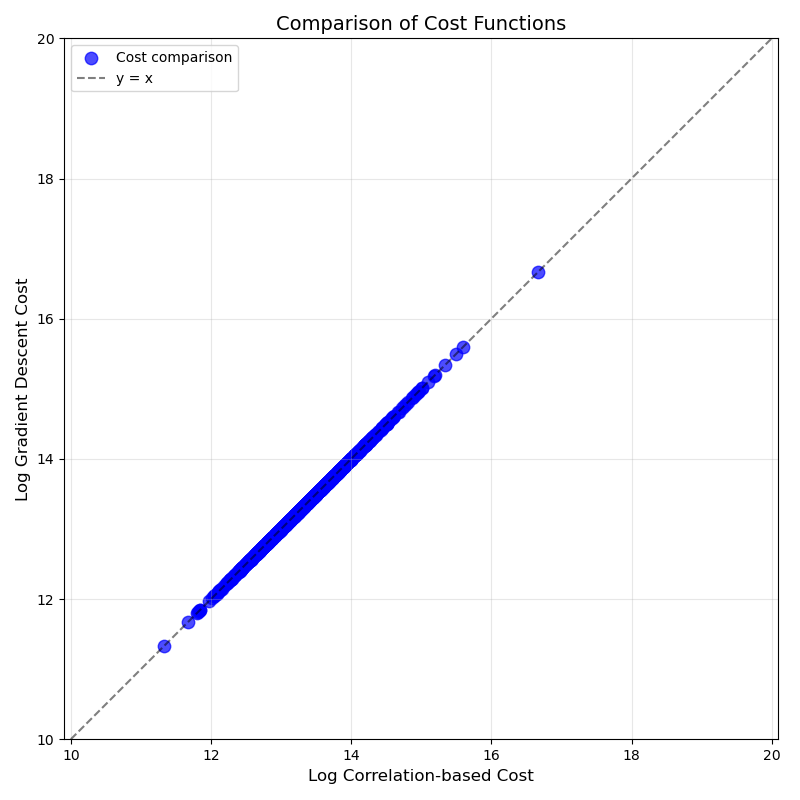 Comparison of Cost Functions
Cost comparison
y = x
20
18
16
14
12
10
Log Gradient Descent Cost
10
12
14
16
18
20
Log Correlation-based Cost